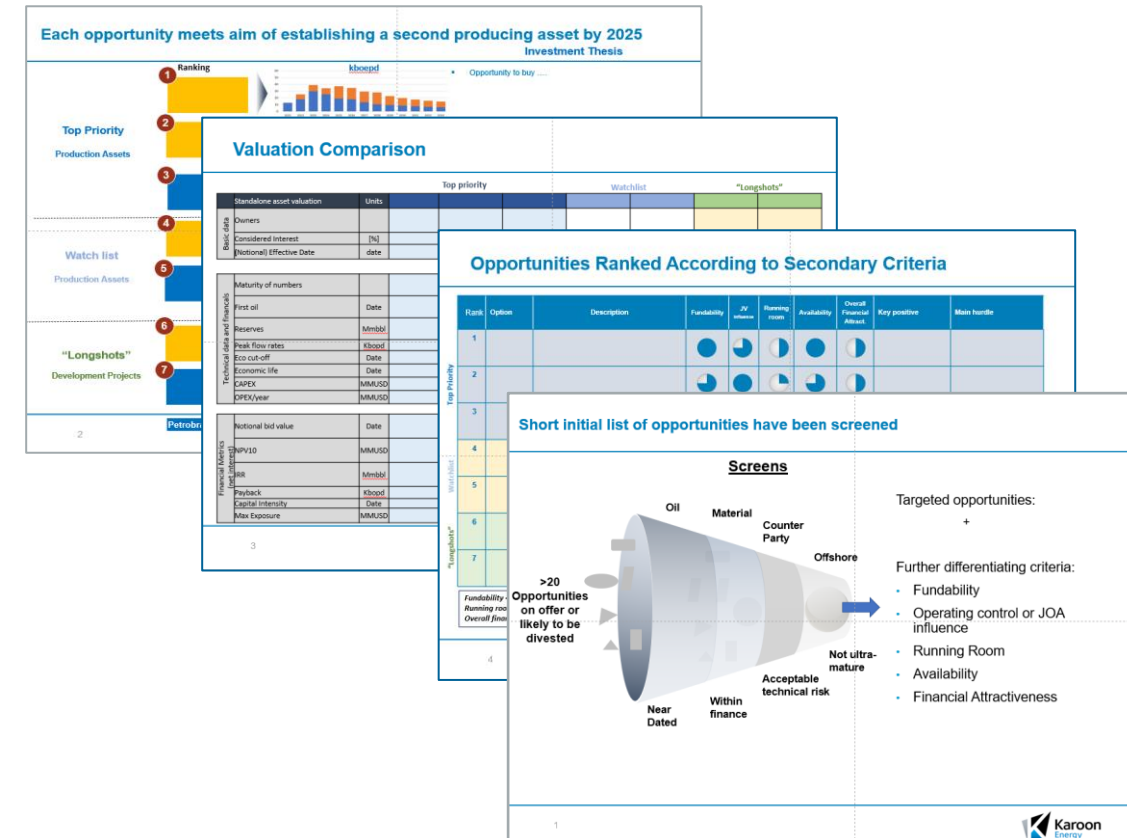 Each opportunity meets aim of establishing a second producing asset by 2025
Investment Thesis
Ranking
kboepd
Opportunity to buy ....
1
2
3
4
5
6
7
Top Priority
Production Assets
Watch list
Production Assets
"Longshots"
Development Projects
Petrobra
2
Valuation Comparison
Top priority
Watchlist
"Longshots"
Standalone asset valuation Units
Basic data
Owners
Considered Interest [%]
(Notional) Effective Date date
Technical data and financials
Maturity of numbers
First oil Date
Reserves Mmbbl
Peak flow rates Kbopd
Eco cut-off Date
Economic life Date
CAPEX MMUSD
OPEX/year MMUSD
Financial Metrics
(net interest)
Notional bid value Date
NPV10 MMUSD
IRR Mmbbl
Payback Kbopd
Capital Intensity Date
Max Exposure MMUSD
3
Opportunities Ranked According to Secondary Criteria
Rank Option Description Fundability JV influence Running room Availability Overall Financial Attract. Key positive Main hurdle
Top Priority
1
2
3
Watchlist
4
5
"Longshots"
6
7
Fundability
Running roo
Overall finan
4
Short initial list of opportunities have been screened
Screens
Oil
Material
Counter
Party
Offshore
>20
Opportunities
on offer or
likely to be
divested
Near
Dated
Within
finance
Acceptable
technical risk
Not ultra-
mature
Targeted opportunities:
+
Further differentiating criteria:
Fundability
Operating control or JOA
influence
Running Room
Availability
Financial Attractiveness
1
Karoon
Energy